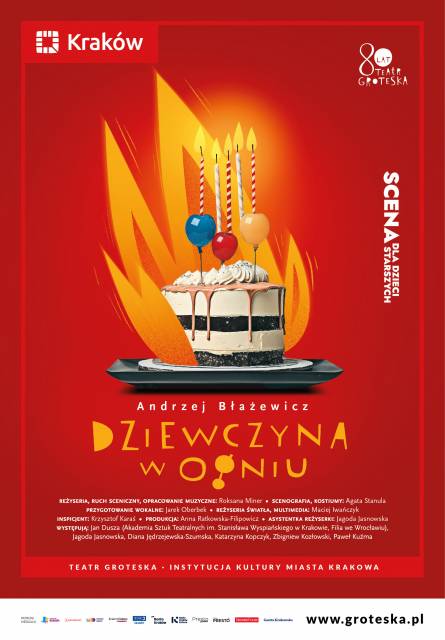 Kraków
80 LAT
TEATR
GROTESKA
SCENA
DLA DZIECI
STARSZYCH
Andrzej Błażewicz
DZIEWCZYNA
W OGNIU
REŻYSERIA, RUCH SCENICZNY, OPRACOWANIE MUZYCZNE: Roksana Miner • SCENOGRAFIA, KOSTIUMY: Agata Stanula
PRZYGOTOWANIE WOKALNE: Jarek Oberbek • REŻYSERIA ŚWIATŁA, MULTIMEDIA: Maciej Iwańczyk
INSPICJENT: Krzysztof Karaś • PRODUKCJA: Anna Ratkowska-Filipowicz • ASYSTENTKA REŻYSERKI: Jagoda Jasnowska
WYSTĘPUJĄ: Jan Dusza (Akademia Sztuk Teatralnych im. Stanisława Wyspiańskiego w Krakowie, Filia we Wrocławiu),
Jagoda Jasnowska, Diana Jędrzejewska-Szumska, Katarzyna Kopczyk, Zbigniew Kozłowski, Paweł Kuźma
TEATR GROTESKA • INSTYTUCJA KULTURY MIASTA KRAKOWA
www.groteska.pl